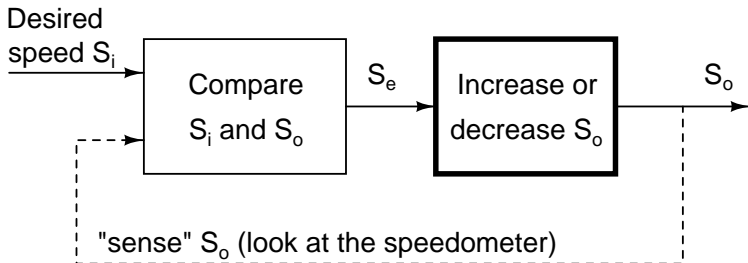 Desired
speed Sᵢ
Compare
Sᵢ and Sₒ
Sₑ
Increase or
decrease Sₒ
Sₒ
"sense" Sₒ (look at the speedometer)